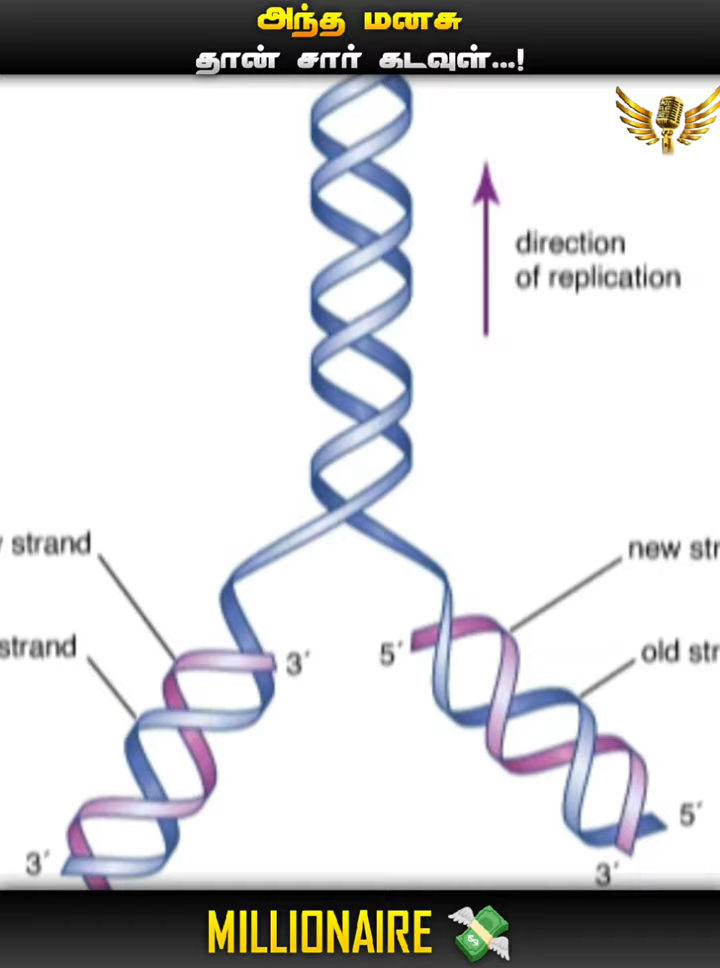 அந்த மனசு
தான் சார் கடவுள்...!
direction
of replication
strand
new str
strand
old str
3´
5´
5´
3´
3´
MILLIONAIRE